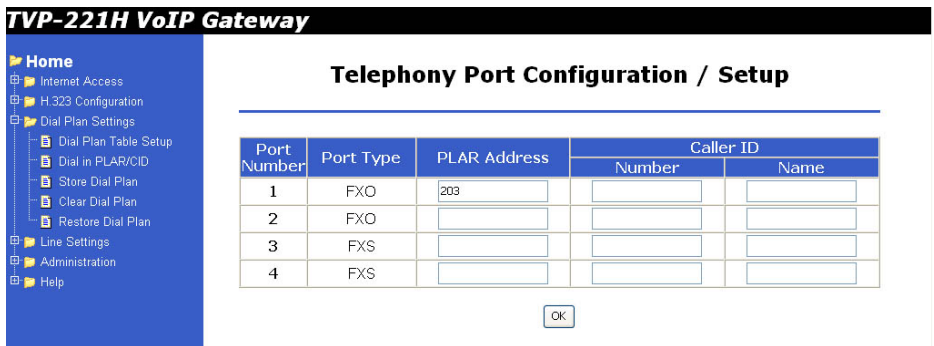 TVP-221H VoIP Gateway
Home
Internet Access
H.323 Configuration
Dial Plan Settings
Dial Plan Table Setup
Dial in PLAR/CID
Store Dial Plan
Clear Dial Plan
Restore Dial Plan
Line Settings
Administration
Help
Telephony Port Configuration / Setup
Port Number Port Type PLAR Address Caller ID
Number Name
1 FXO 203
2 FXO
3 FXS
4 FXS
OK